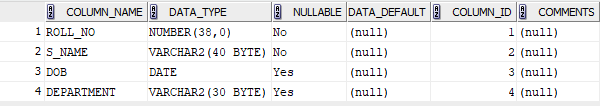 COLUMN_NAME DATA_TYPE NULLABLE DATA_DEFAULT COLUMN_ID COMMENTS
1 ROLL_NO NUMBER(38,0) No (null) 1 (null)
2 S_NAME VARCHAR2(40 BYTE) No (null) 2 (null)
3 DOB DATE Yes (null) 3 (null)
4 DEPARTMENT VARCHAR2(30 BYTE) Yes (null) 4 (null)